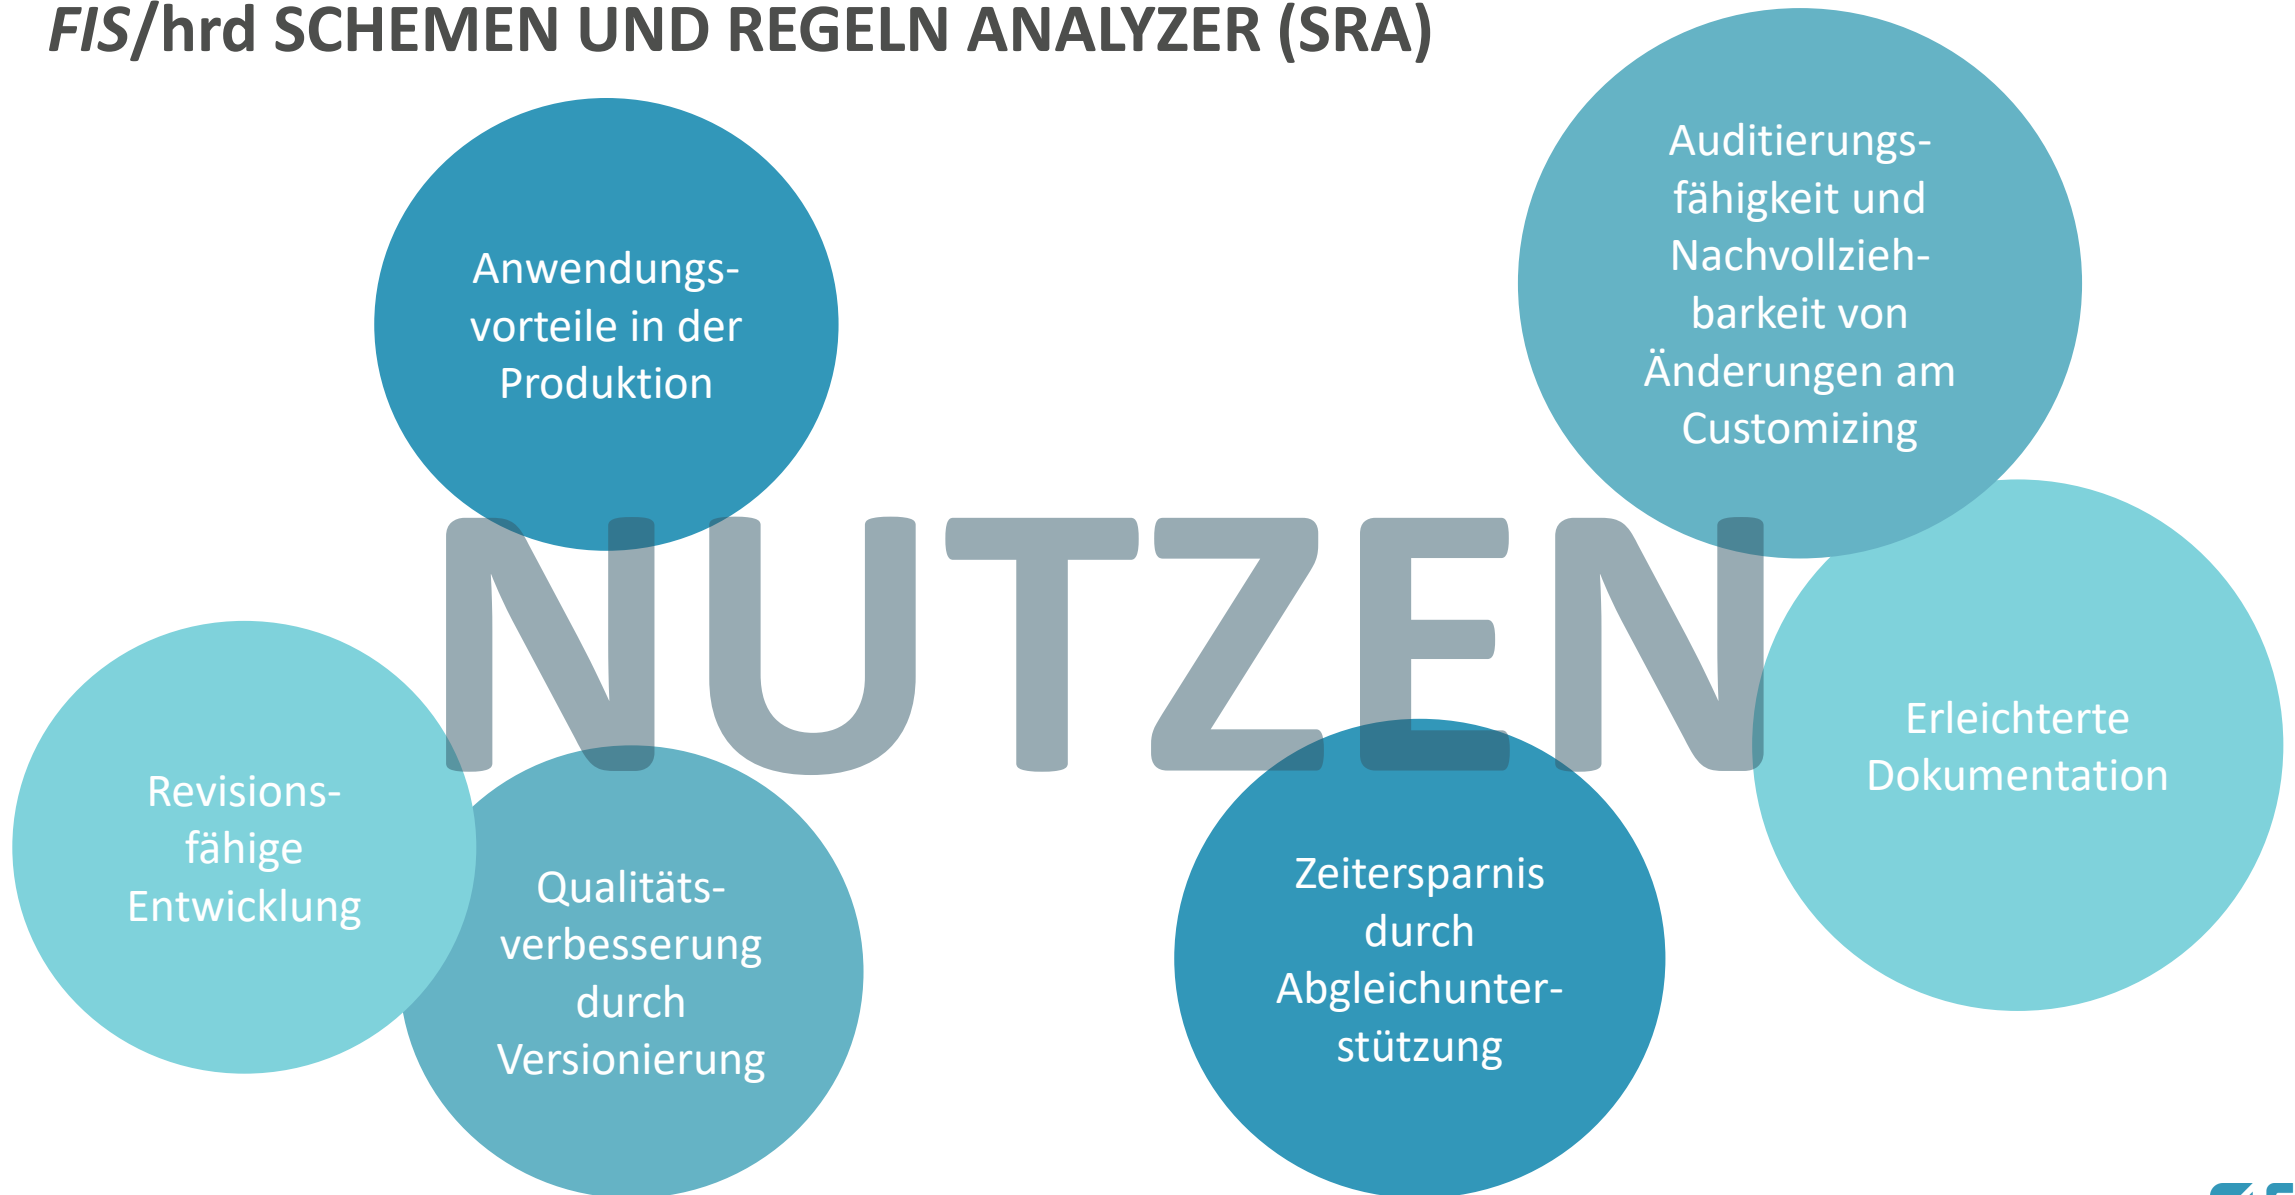 FIS/hrd SCHEMEN UND REGELN ANALYZER (SRA)
Anwendungs-
vorteile in der
Produktion
Auditierungs-
fähigkeit und
Nachvollzieh-
barkeit von
Änderungen am
Customizing
NUTZEN
Erleichterte
Dokumentation
Revisions-
fähige
Entwicklung
Qualitäts-
verbesserung
durch
Versionierung
Zeitersparnis
durch
Abgleichunter-
stützung